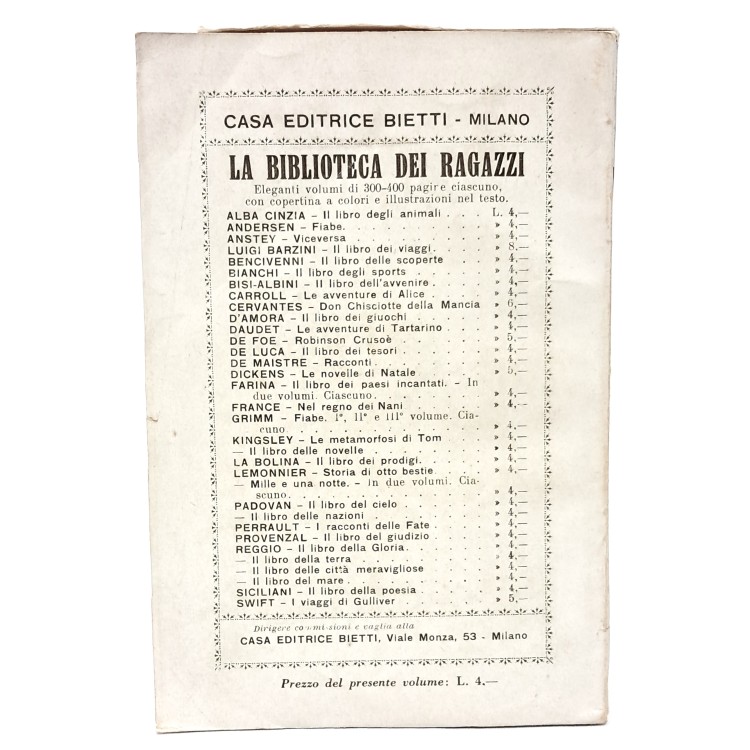 CASA EDITRICE BIETTI - MILANO
LA BIBLIOTECA DEI RAGAZZI
Eleganti volumi di 300-400 pagire ciascuno,
con copertina a colori e illustrazioni nel testo.
ALBA CINZIA - Il libro degli animali . . . L. 4,—
ANDERSEN - Fiabe. . . . . . . . . . » 4,—
ANSTEY - Viceversa . . . . . . . . » 4,—
LUIGI BARZINI - Il libro dei viaggi. . . . » 8.—
BENCIVENNI - Il libro delle scoperte . . . » 4,—
BIANCHI - Il libro degli sports . . . . . » 4,—
BISI-ALBINI - Il libro dell'avvenire. . . . » 4,—
CARROLL - Le avventure di Alice . . . . » 4,—
CERVANTES - Don Chisciotte della Mancia » 6,—
D'AMORA - Il libro dei giuochi . . . . . » 4,—
DAUDET - Le avventure di Tartarino . . . » 4,—
DE FOE - Robinson Crusoè . . . . . . » 5,—
DE LUCA - Il libro dei tesori . . . . . . » 4,—
DE MAISTRE - Racconti. . . . . . . . » 4,—
DICKENS - Le novelle di Natale . . . . . » 5,—
FARINA - Il libro dei paesi incantati. - In
due volumi. Ciascuno. . . . . . . . » 4,—
FRANCE - Nel regno dei Nani . . . . . » 4,—
GRIMM - Fiabe. I°, II° e III° volume. Cia-
cuno . . . . . . . . . . . . » 4,—
KINGSLEY - Le metamorfosi di Tom . . . » 4,—
— Il libro delle novelle . . . . . . . . » 4,—
LA BOLINA - Il libro dei prodigi. . . . . » 4,—
LEMONNIER - Storia di otto bestie . . . . » 4,—
— Mille e una notte. - In due volumi. Cia-
scuno. . . . . . . . . . . . » 4,—
PADOVAN - Il libro del cielo . . . . . . » 4,—
— Il libro delle nazioni . . . . . . . . » 4,—
PERRAULT - I racconti delle Fate . . . . » 4,—
PROVENZAL - Il libro del giudizio . . . . » 4,—
REGGIO - Il libro della Gloria. . . . . . » 4,—
— Il libro della terra . . . . . . . . . » 4,—
— Il libro delle città meravigliose . . . . » 4,—
— Il libro del mare. . . . . . . . . . » 4,—
SICILIANI - Il libro della poesia . . . . . » 4,—
SWIFT - I viaggi di Gulliver . . . . . . » 5,—
Dirigere e vaglia alla
CASA EDITRICE BIETTI, Viale Monza, 53 - Milano
Prezzo del presente volume: L. 4.—